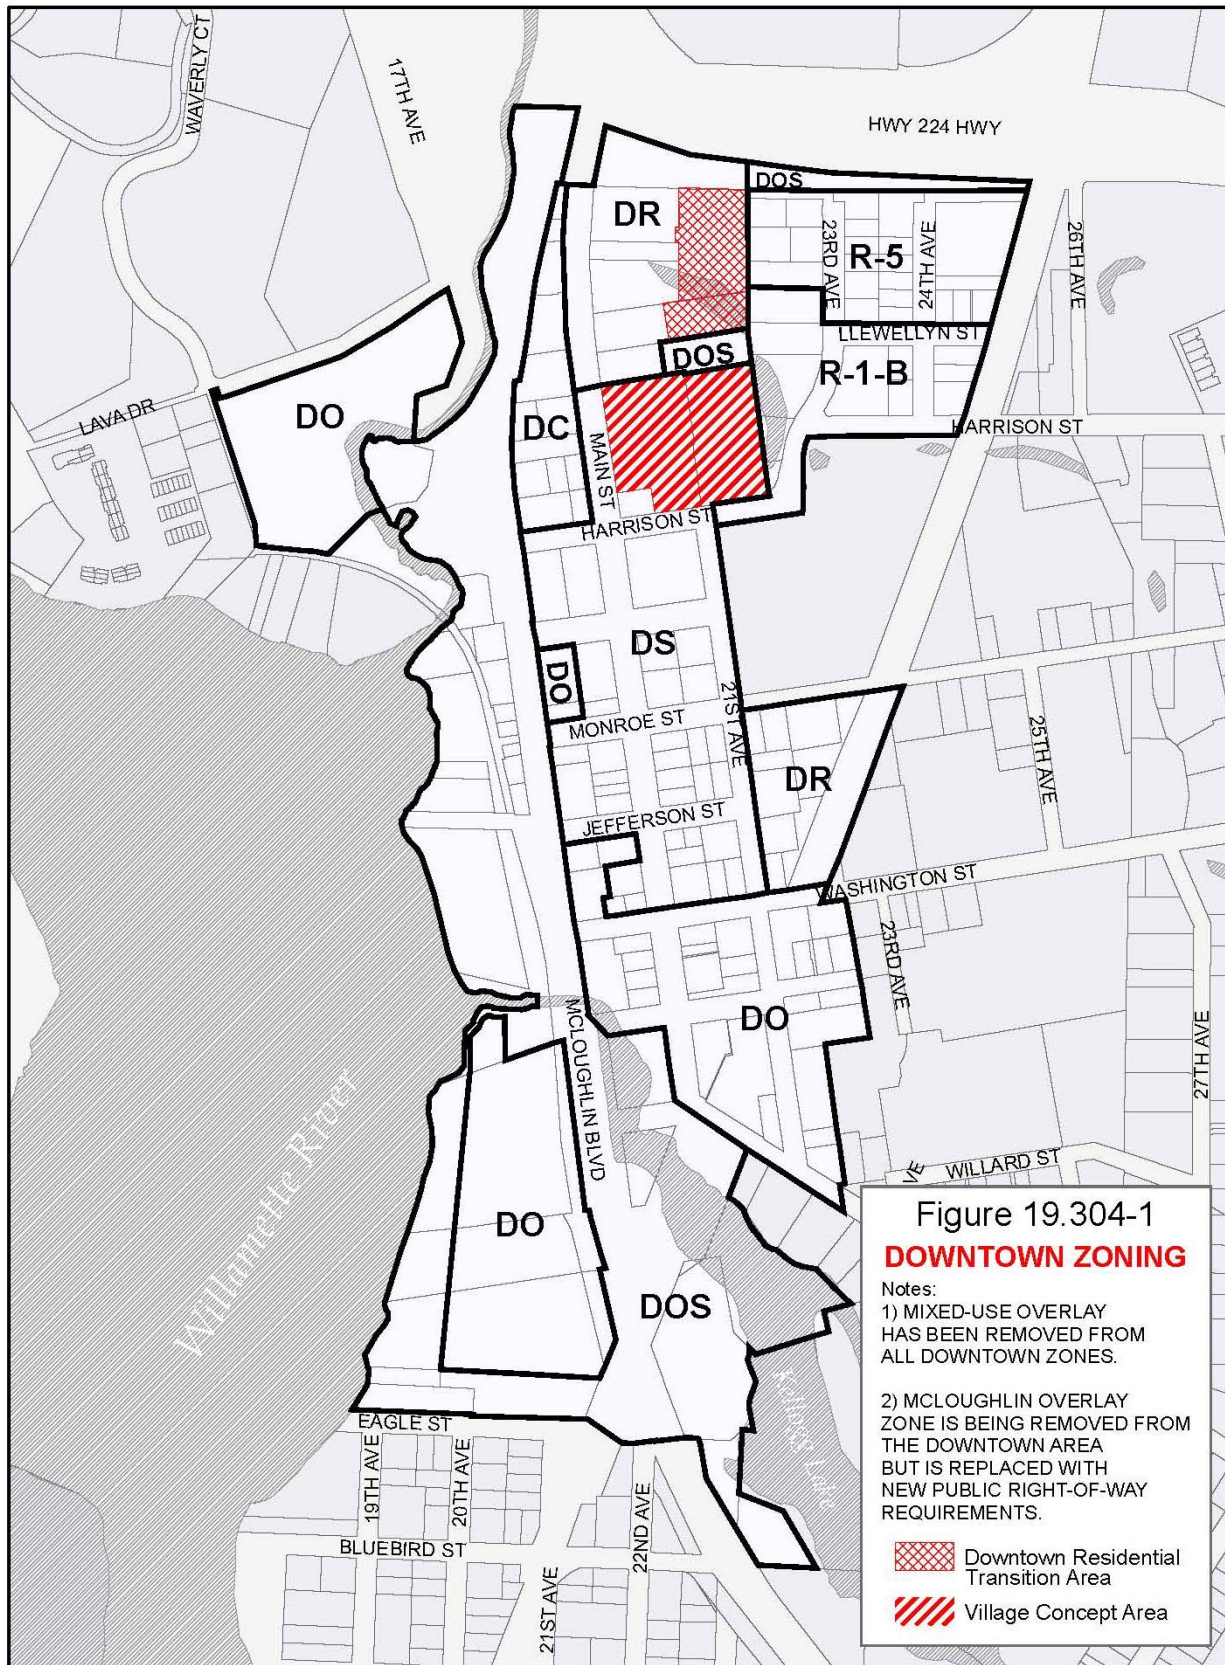 WAVERLY CT
17TH AVE
HWY 224 HWY
DOS
DR
23RD AVE
R-5
24TH AVE
26TH AVE
LLEWELLYN ST
DOS
R-1-B
LAVA DR
DO
DC
MAIN ST
HARRISON ST
HARRISON ST
DS
DO
21ST AVE
MONROE ST
25TH AVE
DR
JEFFERSON ST
WASHINGTON ST
23RD AVE
DO
MCLOUGHLIN BLVD
27TH AVE
Willamette River
WILLARD ST
VE
DO
DOS
Kellogg Lake
EAGLE ST
19TH AVE
20TH AVE
22ND AVE
BLUEBIRD ST
21ST AVE
Figure 19.304-1
DOWNTOWN ZONING
Notes:
1) MIXED-USE OVERLAY
HAS BEEN REMOVED FROM
ALL DOWNTOWN ZONES.
2) MCLOUGHLIN OVERLAY
ZONE IS BEING REMOVED FROM
THE DOWNTOWN AREA
BUT IS REPLACED WITH
NEW PUBLIC RIGHT-OF-WAY
REQUIREMENTS.
Downtown Residential
Transition Area
Village Concept Area